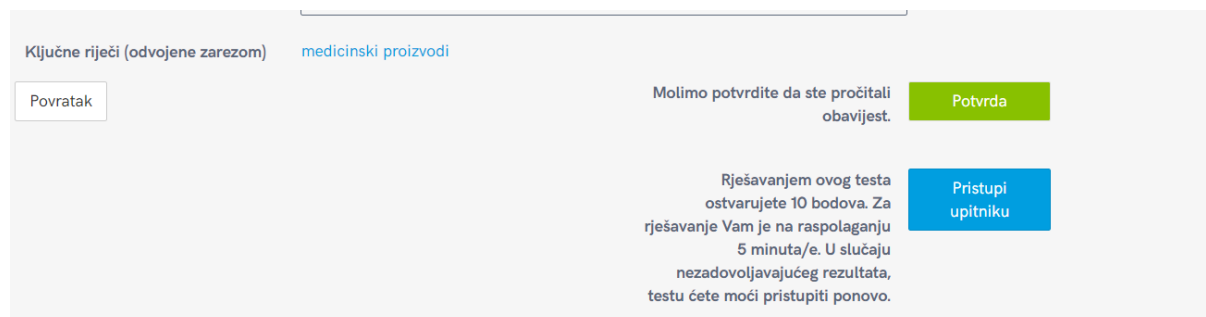 Ključne riječi (odvojene zarezom) medicinski proizvodi
Povratak
Molimo potvrdite da ste pročitali
obavijest.
Potvrda
Rješavanjem ovog testa
ostvarujete 10 bodova. Za
rješavanje Vam je na raspolaganju
5 minuta/e. U slučaju
nezadovoljavajućeg rezultata,
testu ćete moći pristupiti ponovo.
Pristupi
upitniku